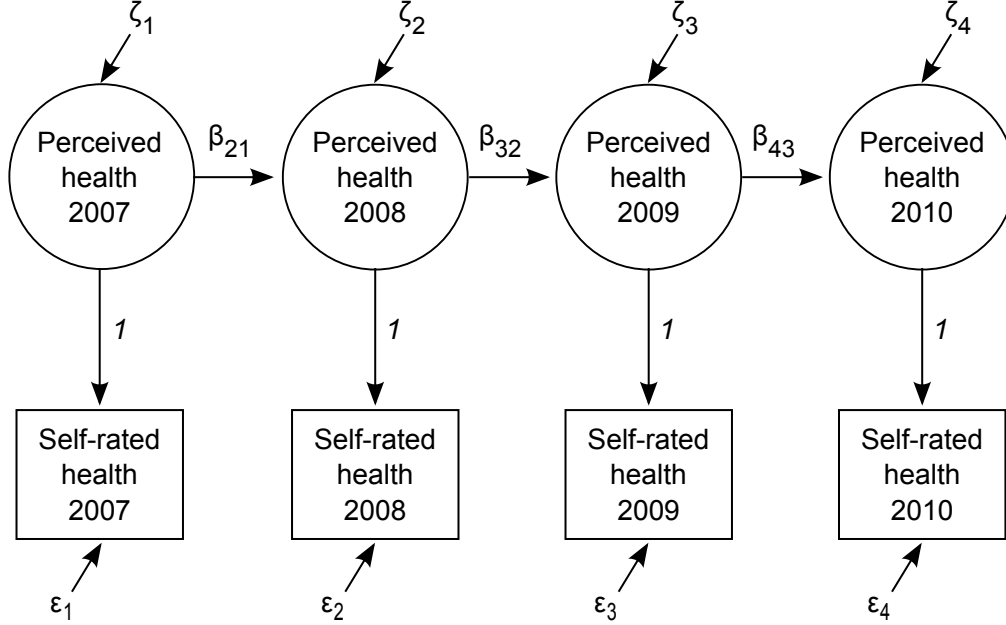 ζ1
ζ2
ζ3
ζ4
Perceived
health
2007
β21
Perceived
health
2008
β32
Perceived
health
2009
β43
Perceived
health
2010
1
1
1
1
Self-rated
health
2007
Self-rated
health
2008
Self-rated
health
2009
Self-rated
health
2010
ε1
ε2
ε3
ε4